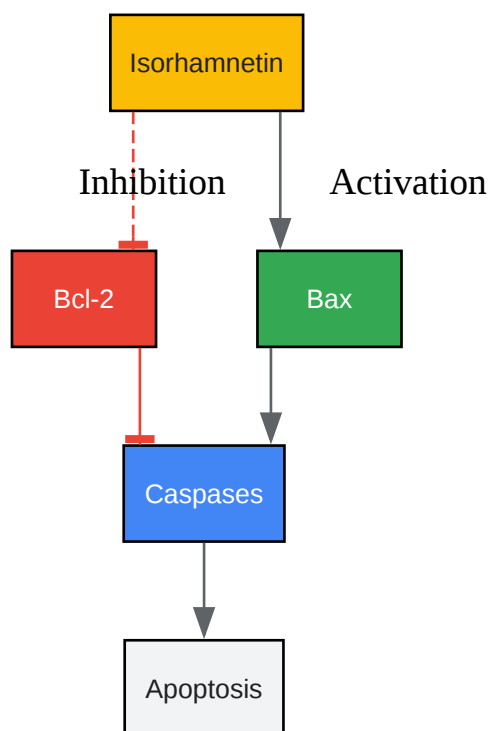 Isorhamnetin
Inhibition
Activation
Bcl-2
Bax
Caspases
Apoptosis